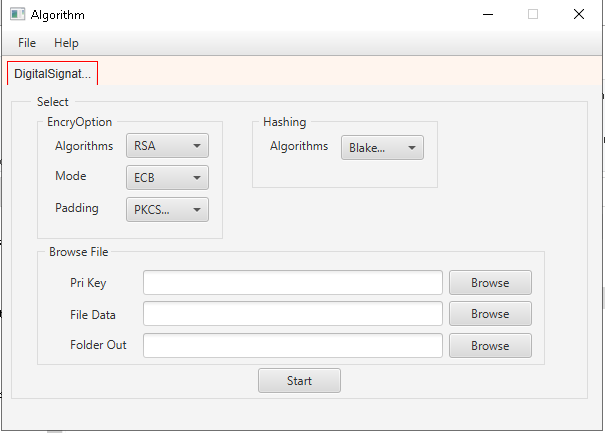 Algorithm
File Help
DigitalSignat...
Select
EncryOption
Hashing
Algorithms RSA
Algorithms Blake...
Mode ECB
Padding PKCS...
Browse File
Pri Key Browse
File Data Browse
Folder Out Browse
Start